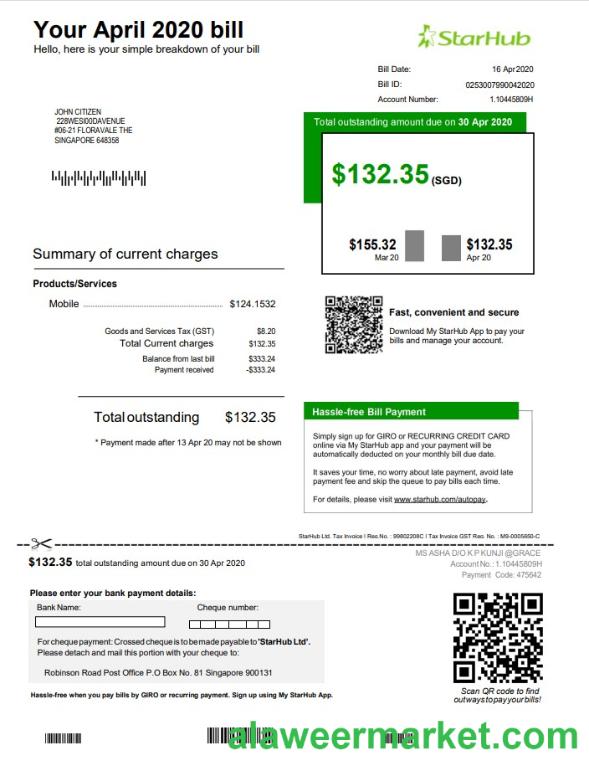 Your April 2020 bill
Hello, here is your simple breakdown of your bill
StarHub
Bill Date: 16 Apr2020
Bill ID: 0253007990042020
Account Number: 1.10445809H
JOHN CITIZEN
228WESI00DAVENUE
#06-21 FLORAVALE THE
SINGAPORE 648358
Total outstanding amount due on 30 Apr 2020
$132.35 (SGD)
$155.32 $132.35
Mar 20 Apr 20
Summary of current charges
Products/Services
Mobile ................................................ $124.1532
Goods and Services Tax (GST) $8.20
Total Current charges $132.35
Balance from last bill $333.24
Payment received -$333.24
Totaloutstanding $132.35
* Payment made after 13 Apr 20 may not be shown
Fast, convenient and secure
Download My StarHub App to pay your
bills and manage your account.
Hassle-free Bill Payment
Simply sign up for GIRO or RECURRING CREDIT CARD
online via My StarHub app and your payment will be
automatically deducted on your monthly bill due date.
It saves your time, no worry about late payment, avoid late
payment fee and skip the queue to pay bills each time.
For details, please visit www.starhub.com/autopay.
StarHub Ltd. Tax Invoice I Reo.No. : 99802208C I Tax Invoice GST Reo. No. : M9-0005650-C
$132.35 total outstanding amount due on 30 Apr 2020
MS ASHA D/O K P KUNJI @GRACE
Account No.: 1.10445809H
Payment Code: 475642
Please enter your bank payment details:
Bank Name: Cheque number:
For cheque payment: Crossed cheque is to be made payable to 'StarHub Ltd'.
Please detach and mail this portion with your cheque to:
Robinson Road Post Office P.O Box No. 81 Singapore 900131
Hassle-free when you pay bills by GIRO or recurring payment. Sign up using My StarHub App.
Scan QR code to find
outwaystopayyourbills!
alaweermarket.com